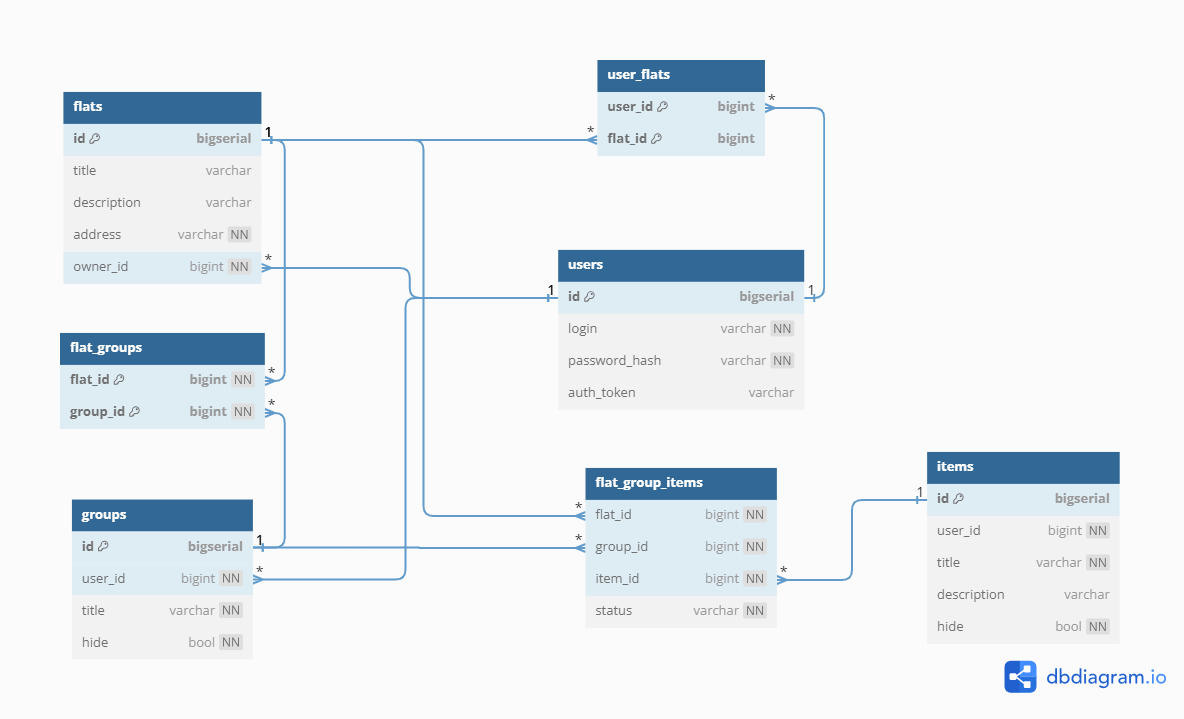 flats
id bigserial
title varchar
description varchar
address varchar NN
owner_id bigint NN
1
*
user_flats
user_id bigint
flat_id bigint
*
*
users
id bigserial
login varchar NN
password_hash varchar NN
auth_token varchar
1
1
flat_groups
flat_id bigint NN
group_id bigint NN
*
*
groups
id bigserial
user_id bigint NN
title varchar NN
hide bool NN
1
*
flat_group_items
flat_id bigint NN
group_id bigint NN
item_id bigint NN
status varchar NN
*
*
*
items
id bigserial
user_id bigint NN
title varchar NN
description varchar
hide bool NN
1
dbdiagram.io